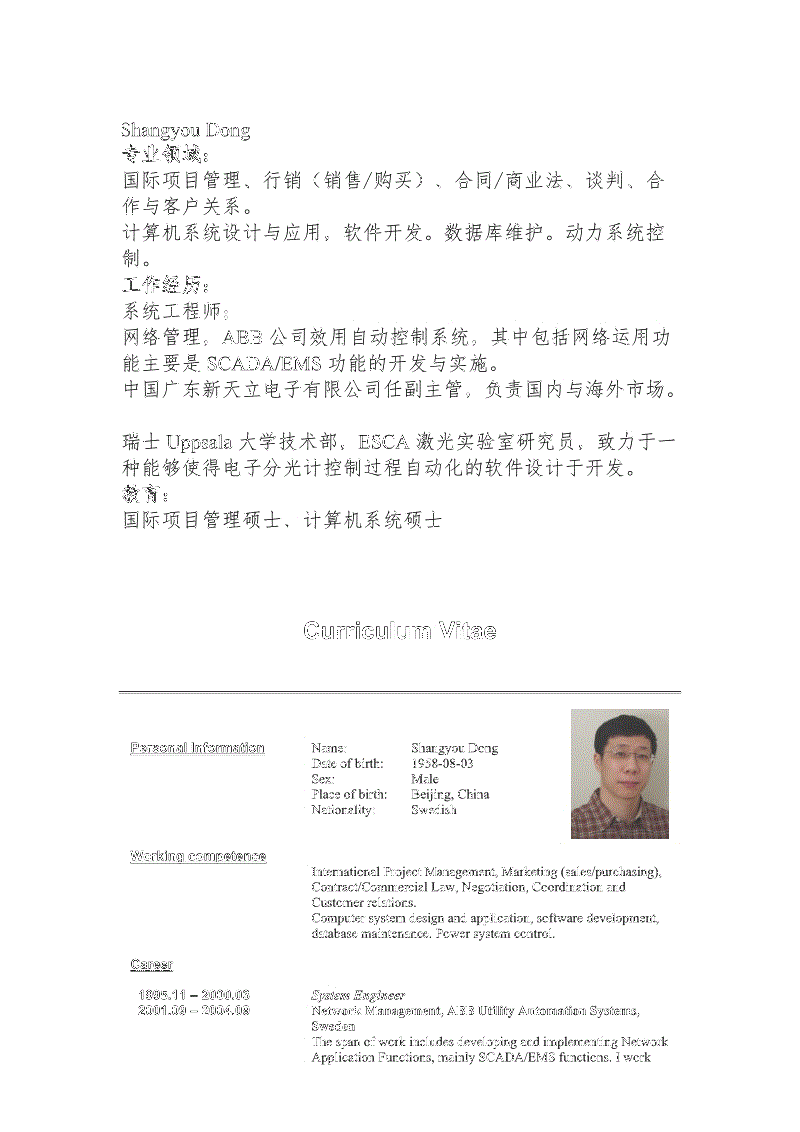 Shangyou Dong
专业领域：
国际项目管理、行销（销售/购买）、合同/商业法、谈判、合
作与客户关系。
计算机系统设计与应用，软件开发。数据库维护。动力系统控
制。
工作经历：
系统工程师；
网络管理，ABB 公司效用自动控制系统，其中包括网络运用功
能主要是 SCADA/EMS 功能的开发与实施。
中国广东新天立电子有限公司任副主管，负责国内与海外市场。
瑞士 Uppsala 大学技术部，ESCA 激光实验室研究员，致力于一
种能够使得电子分光计控制过程自动化的软件设计于开发。
教育：
国际项目管理硕士、计算机系统硕士
Curriculum Vitae
Personal Information
Name: Shangyou Dong
Date of birth: 1958-08-03
Sex: Male
Place of birth: Beijing, China
Nationality: Swedish
Working competence
International Project Management, Marketing (sales/purchasing),
Contract/Commercial Law, Negotiation, Coordination and
Customer relations.
Computer system design and application, software development,
database maintenance. Power system control.
Career
1995.11 – 2000.03 System Engineer
2001.09 – 2004.09 Network Management, ABB Utility Automation Systems,
Sweden
The span of work includes developing and implementing Network
Application Functions, mainly SCADA/EMS functions. I work